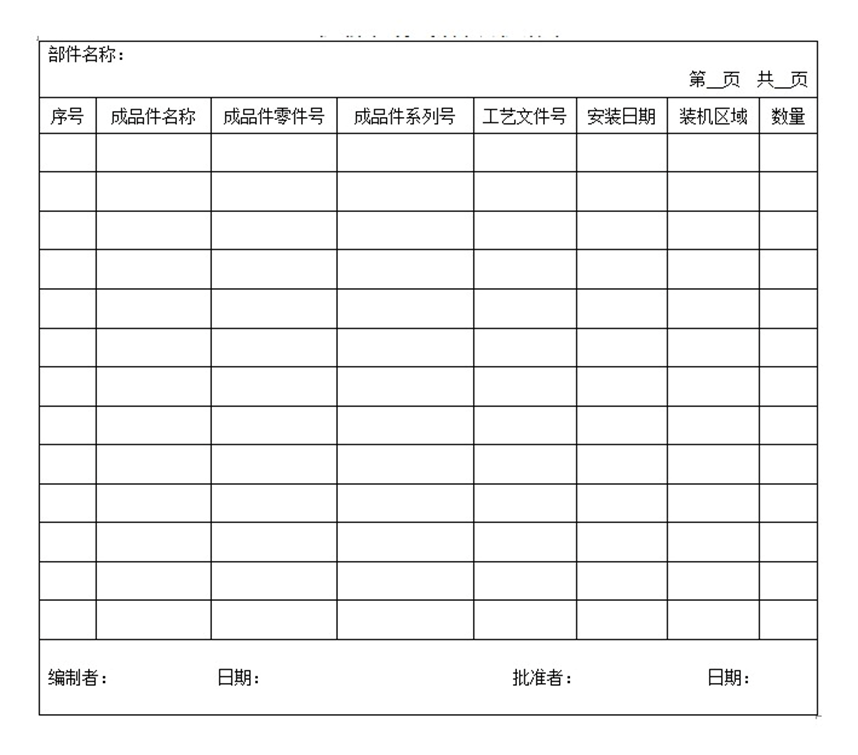 部件名称：
第__页 共__页
序号 成品件名称 成品件零件号 成品件系列号 工艺文件号 安装日期 装机区域 数量
编制者： 日期： 批准者： 日期：